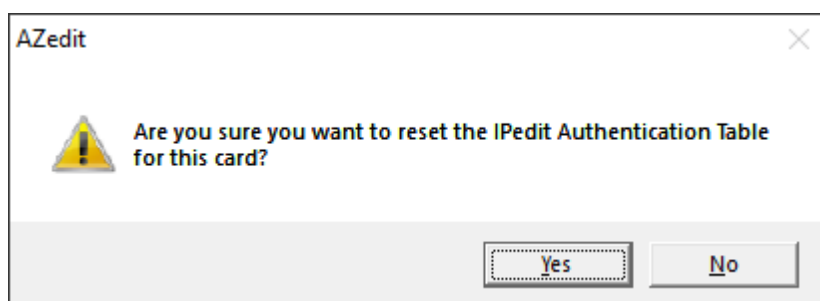 AZedit
Are you sure you want to reset the IPedit Authentication Table
for this card?
Yes
No